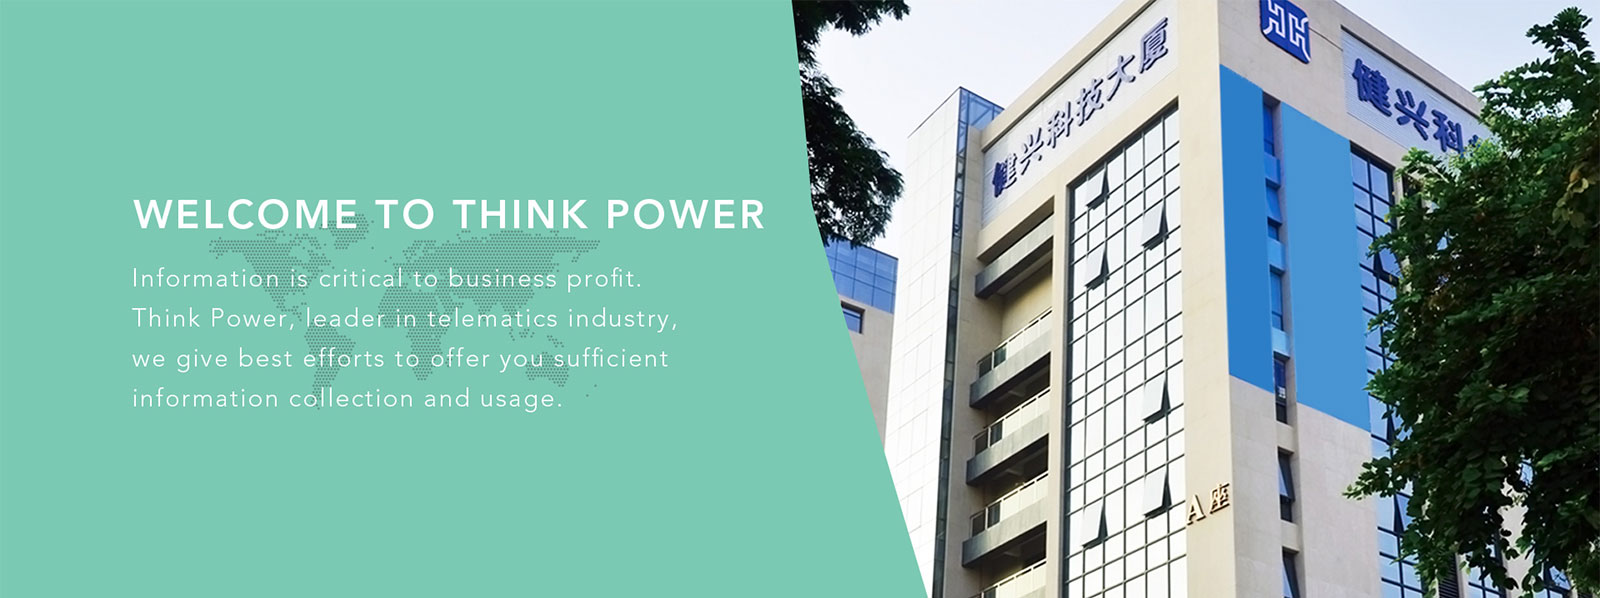 WELCOME TO THINK POWER
Information is critical to business profit.
Think Power, leader in telematics industry,
we give best efforts to offer you sufficient
information collection and usage.
健兴科技大厦
健兴科
A座